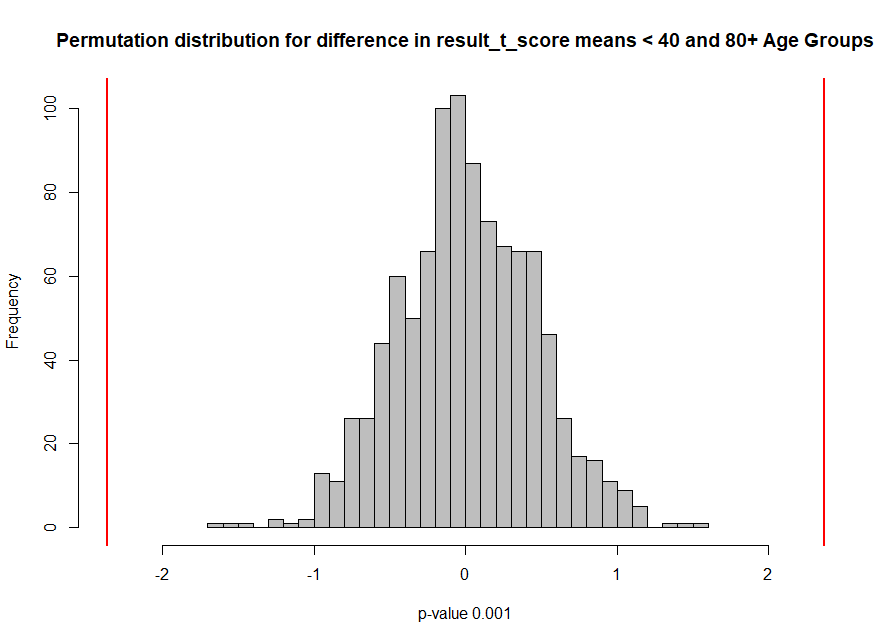 Permutation distribution for difference in result_t_score means < 40 and 80+ Age Groups
Frequency
100
80
60
40
20
0
-2 -1 0 1 2
p-value 0.001